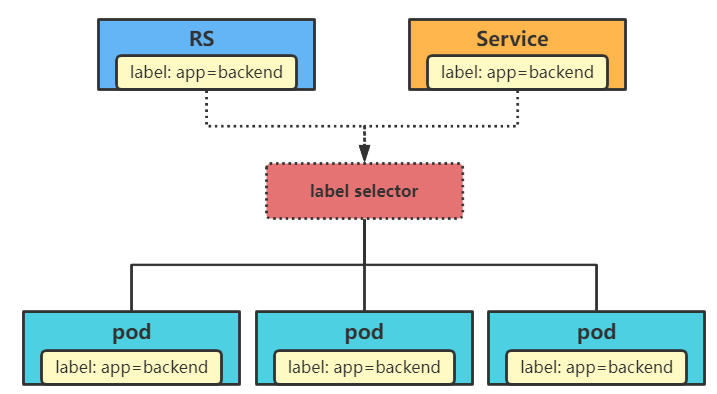 RS
label: app=backend
Service
label: app=backend
label selector
pod
label: app=backend
pod
label: app=backend
pod
label: app=backend